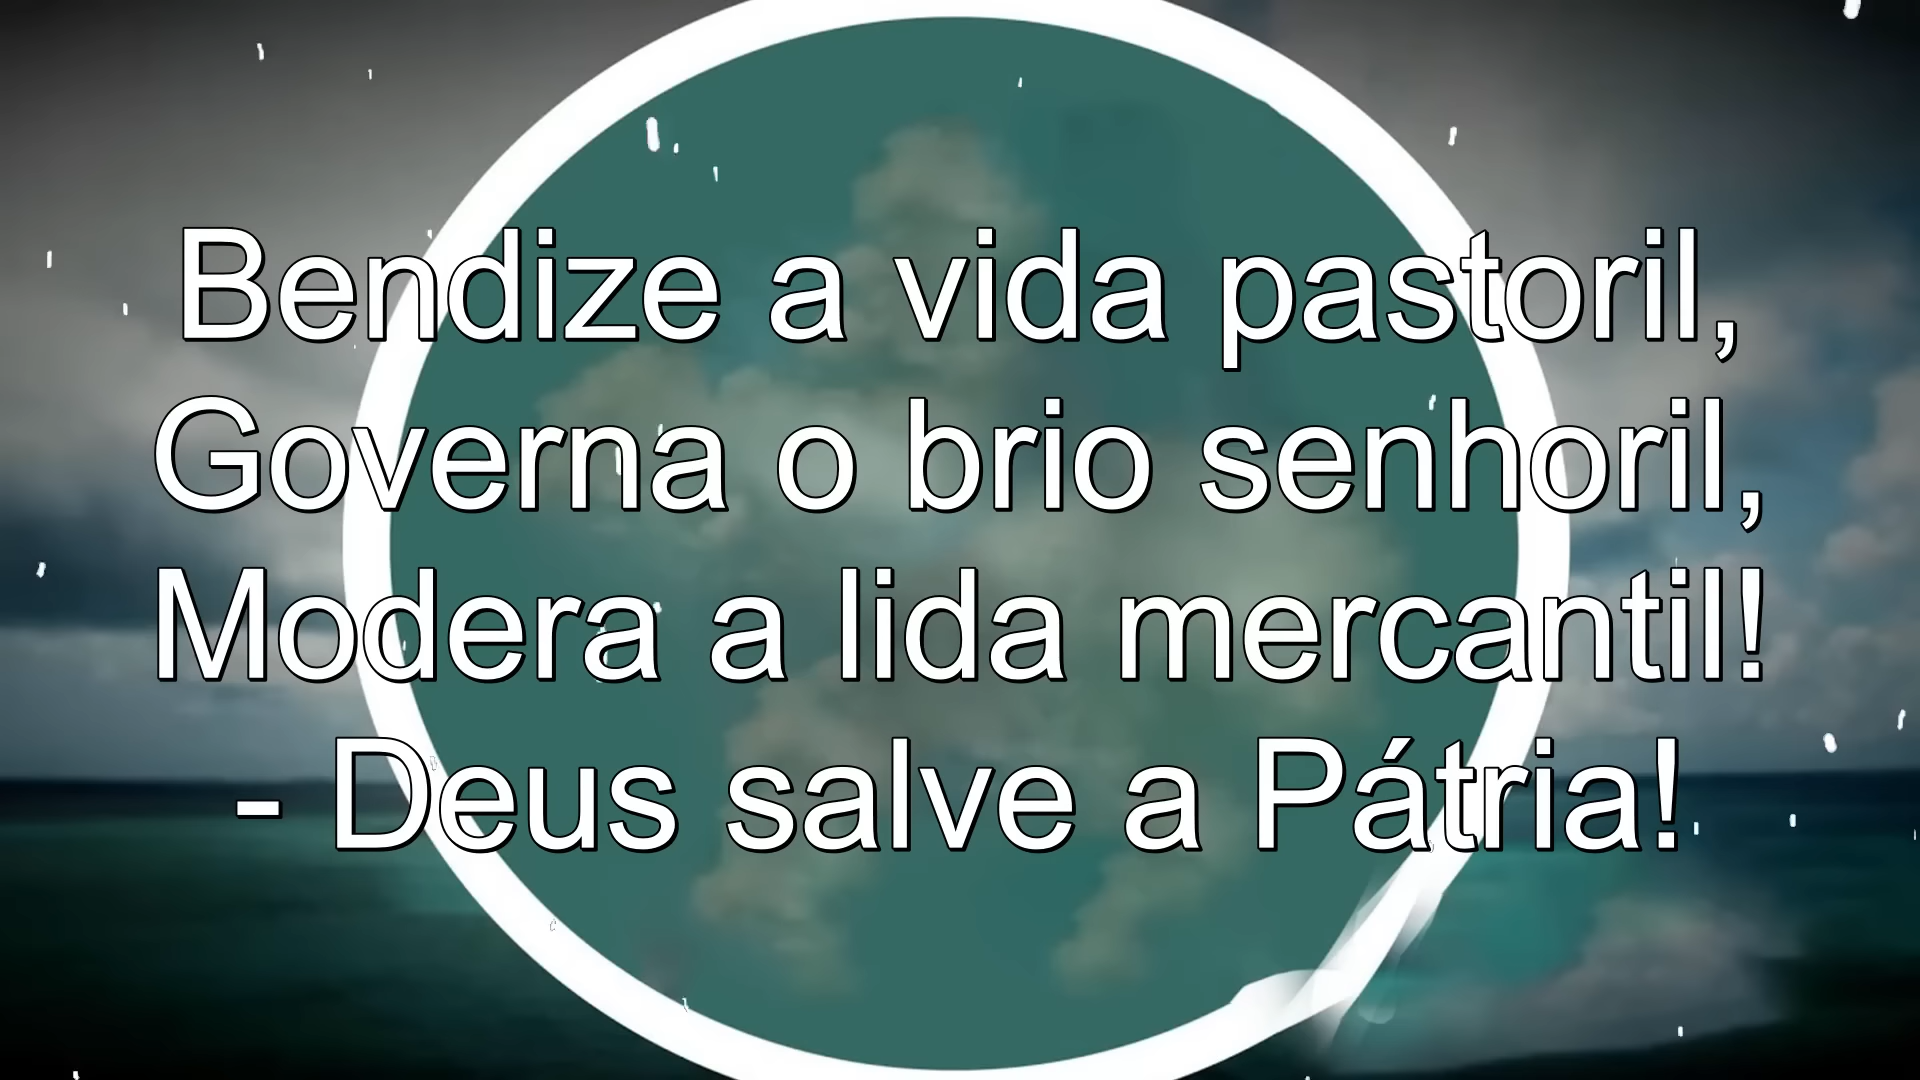 Bendize a vida pastoril,
Governa o brio senhoril,
Modera a lida mercantil!
- Deus salve a Pátria!